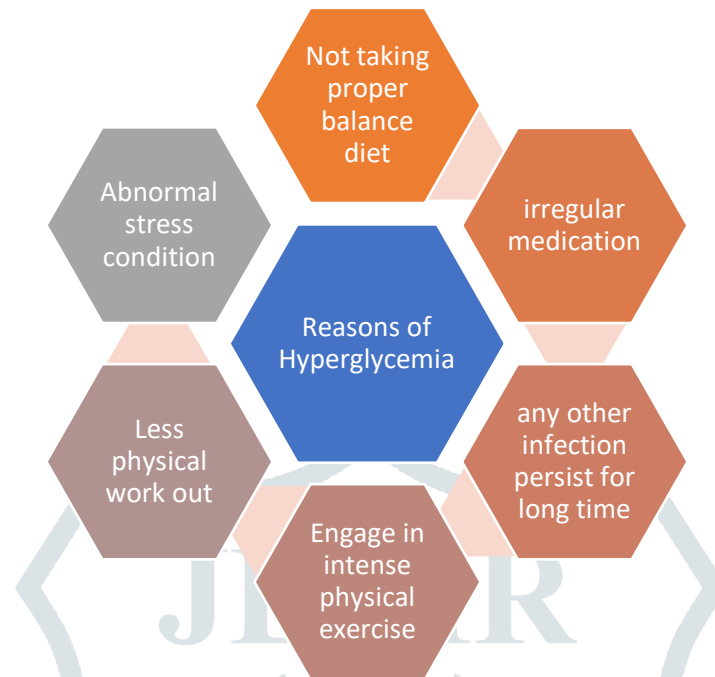 Not taking
proper
balance
diet
Abnormal
stress
condition
irregular
medication
Reasons of
Hyperglycemia
Less
physical
work out
any other
infection
persist for
long time
Engage in
intense
physical
exercise